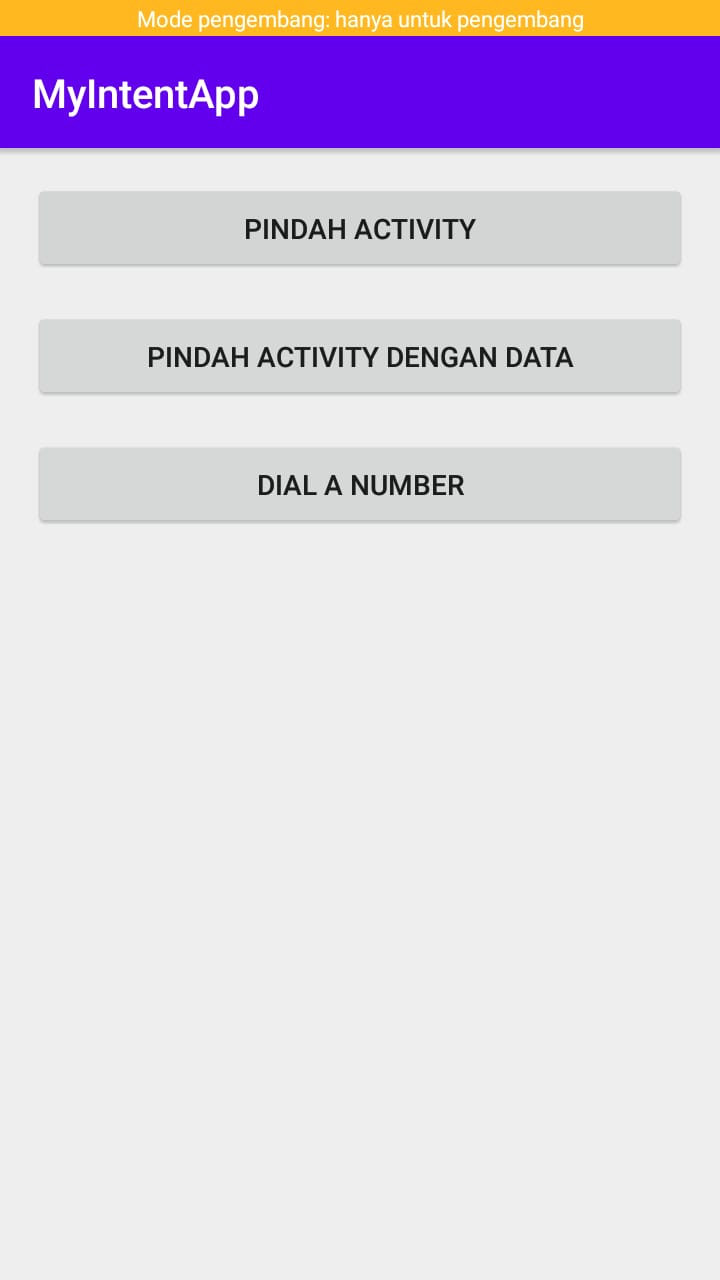 Mode pengembang: hanya untuk pengembang
MyIntentApp
PINDAH ACTIVITY
PINDAH ACTIVITY DENGAN DATA
DIAL A NUMBER